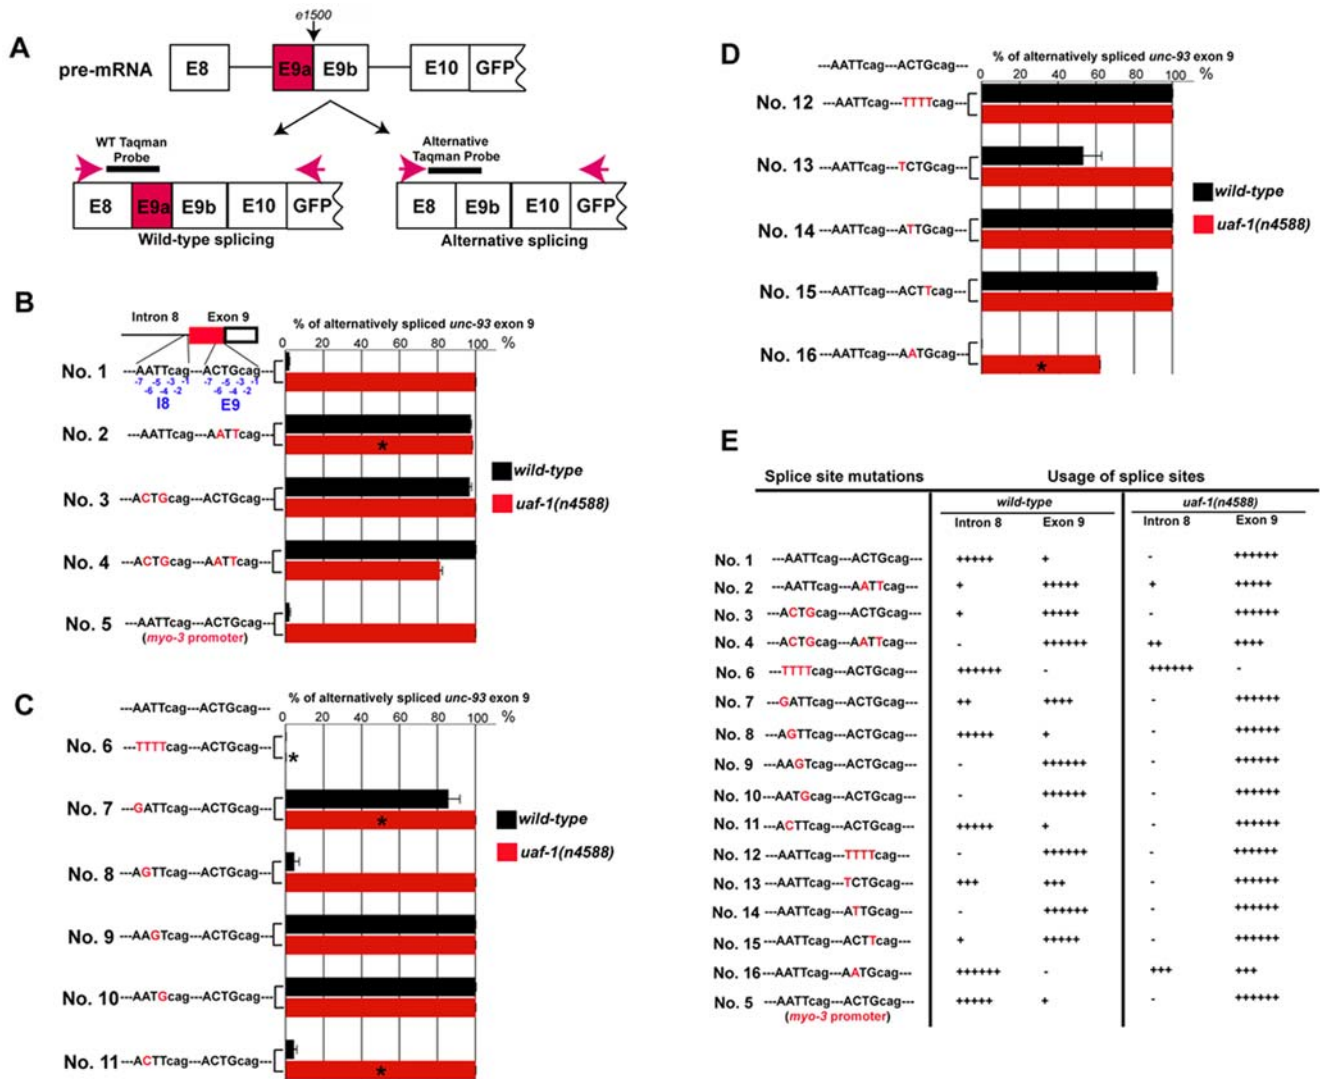 A
e1500
pre-mRNA
E8
E9a
E9b
E10
GFP
WT Taqman
Probe
Alternative
Taqman Probe
E8
E9a
E9b
E10
GFP
E8
E9b
E10
GFP
Wild-type splicing
Alternative splicing
B
Intron 8
Exon 9
% of alternatively spliced unc-93 exon 9
0 20 40 60 80 100 %
No. 1 ---AATTcag---ACTGcag---
-7 -5 -3 -1 -7 -5 -3 -1
-6 -4 -2 -6 -4 -2
I8 E9
No. 2 ---AATTcag---AATTcag---
*
No. 3 ---ACTGcag---ACTGcag---
No. 4 ---ACTGcag---AATTcag---
No. 5 ---AATTcag---ACTGcag---
(myo-3 promoter)
wild-type
uaf-1(n4588)
C
% of alternatively spliced unc-93 exon 9
---AATTcag---ACTGcag---
0 20 40 60 80 100 %
No. 6 ---TTTTcag---ACTGcag---
*
No. 7 ---GATTcag---ACTGcag---
*
No. 8 ---AGTTcag---ACTGcag---
No. 9 ---AAGTcag---ACTGcag---
No. 10 ---AATGcag---ACTGcag---
No. 11 ---ACTTcag---ACTGcag---
*
wild-type
uaf-1(n4588)
D
% of alternatively spliced unc-93 exon 9
---AATTcag---ACTGcag---
0 20 40 60 80 100 %
No. 12 ---AATTcag---TTTTcag---
No. 13 ---AATTcag---TCTGcag---
No. 14 ---AATTcag---ATTGcag---
No. 15 ---AATTcag---ACTTcag---
No. 16 ---AATTcag---AATGcag---
*
wild-type
uaf-1(n4588)
E
Splice site mutations Usage of splice sites
wild-type uaf-1(n4588)
Intron 8 Exon 9 Intron 8 Exon 9
No. 1 ---AATTcag---ACTGcag--- +++++ + - ++++++
No. 2 ---AATTcag---AATTcag--- + +++++ + +++++
No. 3 ---ACTGcag---ACTGcag--- + +++++ - ++++++
No. 4 ---ACTGcag---AATTcag--- - ++++++ ++ ++++
No. 6 ---TTTTcag---ACTGcag--- ++++++ - ++++++ -
No. 7 ---GATTcag---ACTGcag--- ++ ++++ - ++++++
No. 8 ---AGTTcag---ACTGcag--- +++++ + - ++++++
No. 9 ---AAGTcag---ACTGcag--- - ++++++ - ++++++
No. 10 ---AATGcag---ACTGcag--- - ++++++ - ++++++
No. 11 ---ACTTcag---ACTGcag--- +++++ + - ++++++
No. 12 ---AATTcag---TTTTcag--- - ++++++ - ++++++
No. 13 ---AATTcag---TCTGcag--- +++ +++ - ++++++
No. 14 ---AATTcag---ATTGcag--- - ++++++ - ++++++
No. 15 ---AATTcag---ACTTcag--- + +++++ - ++++++
No. 16 ---AATTcag---AATGcag--- ++++++ - +++ +++
No. 5 ---AATTcag---ACTGcag--- +++++ + - ++++++
(myo-3 promoter)